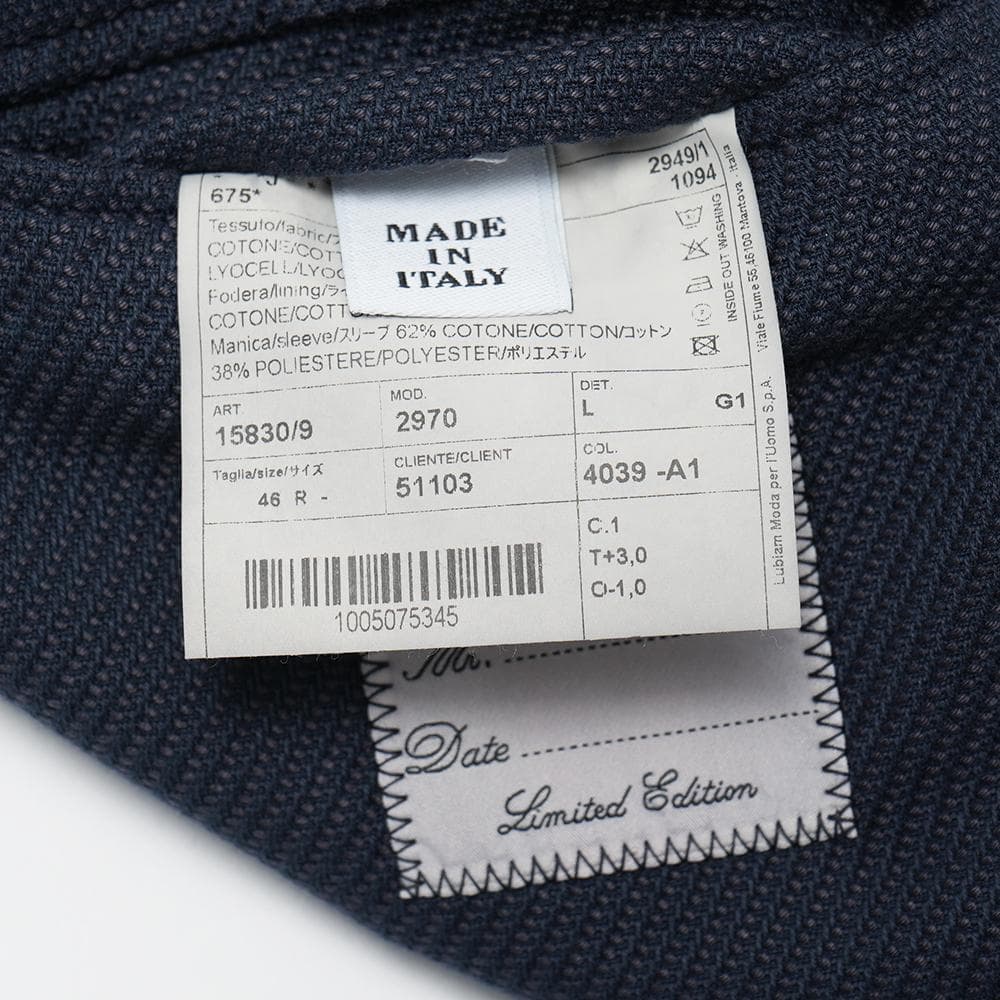 675*
2949/1
1094
Tessuto/fabric/
COTONE/COT
LYOCELL/LYOC
Fodera/lining/ライ
COTONE/COTT
Manica/sleeve/スリーブ 62% COTONE/COTTON/コットン
38% POLIESTERE/POLYESTER/ポリエステル
MADE
IN
ITALY
INSIDE OUT WASHING
Lubiam Moda per l'Uomo S.p.A. Viale Fiume 55,46100 Mantova - Italia
ART.
15830/9
MOD.
2970
DET.
L G1
Taglia/size/サイズ
46 R -
CLIENTE/CLIENT
51103
COL.
4039 -A1
C.1
T+3,0
O-1,0
1005075345
Mr.
Date
Limited Edition